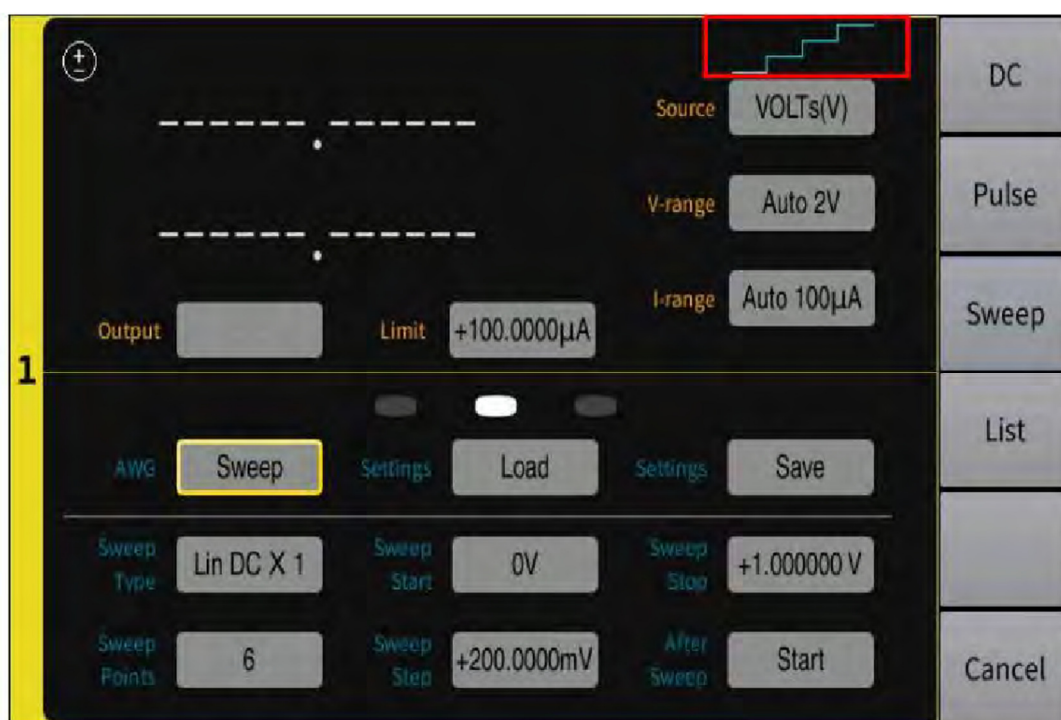 1
------.------
------.------
Source VOLTs(V)
V-range Auto 2V
I-range Auto 100µA
Output
Limit +100.0000µA
AWG Sweep
Settings Load
Settings Save
Sweep Type Lin DC X 1
Sweep Start 0V
Sweep Stop +1.000000 V
Sweep Points 6
Sweep Step +200.0000mV
After Sweep Start
DC
Pulse
Sweep
List
Cancel